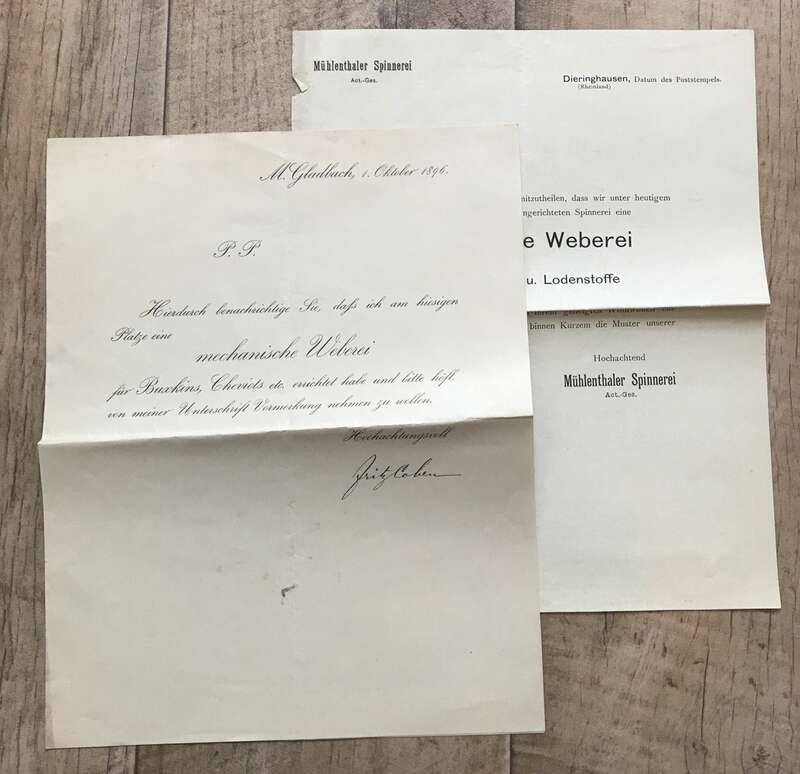 M. Gladbach, 1. Oktober 1896.
P. P.
Hierdurch benachrichtige Sie, daſs ich am hiesigen
Platze eine
mechanische Weberei
für Buxkins, Cheviots etc. errichtet habe und bitte höfl.
von meiner Unterschrift Vormerkung nehmen zu wollen.
Hochachtungsvoll
Fritz Cohen
Mühlenthaler Spinnerei
Act.-Ges.
Dieringhausen, Datum des Poststempels.
(Rheinland)
mitzutheilen, dass wir unter heutigem
ngerichteten Spinnerei eine
e Weberei
u. Lodenstoffe
binnen Kurzem die Muster unserer
Hochachtend
Mühlenthaler Spinnerei
Act.-Ges.